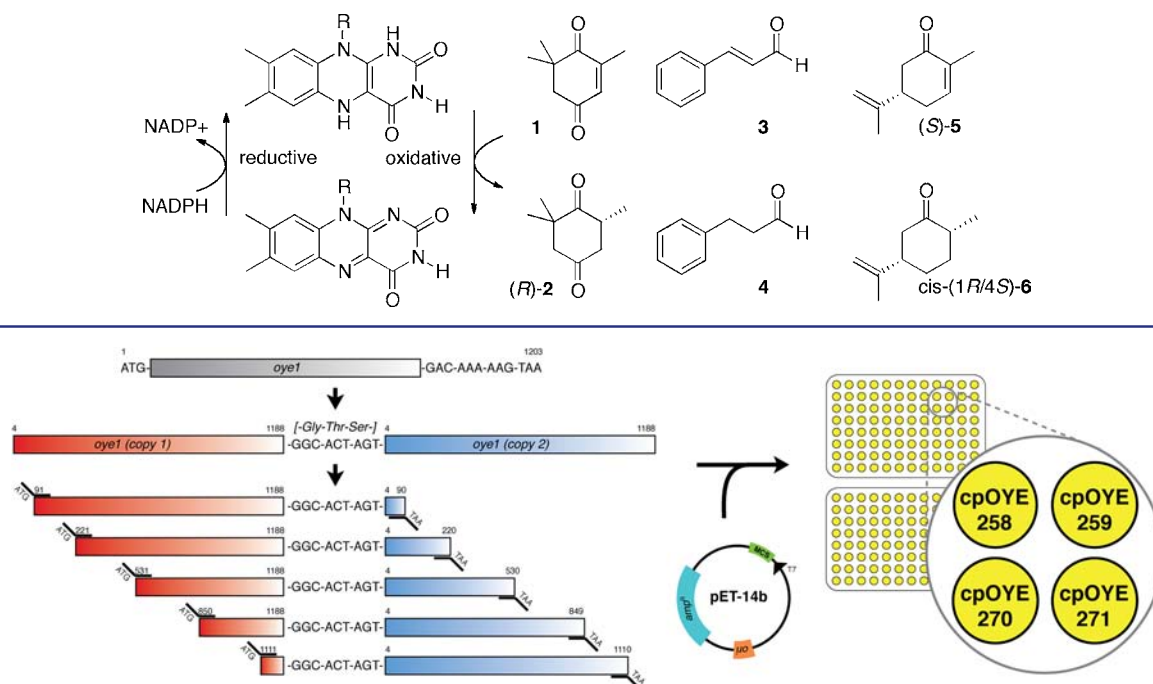 R
H
N
N
O
N
H
N
H
O
NADP+
reductive
oxidative
NADPH
R
N
N
O
N
H
N
O
O
O
1
O
H
3
O
(S)-5
O
O
(R)-2
O
H
4
O
cis-(1R/4S)-6
1 1203
ATG- oye1 -GAC-AAA-AAG-TAA
[-Gly-Thr-Ser-]
4 1188 4 1188
oye1 (copy 1) -GGC-ACT-AGT- oye1 (copy 2)
91 1188 4 90
ATG -GGC-ACT-AGT- TAA
221 1188 4 220
ATG -GGC-ACT-AGT- TAA
531 1188 4 530
ATG -GGC-ACT-AGT- TAA
850 1188 4 849
ATG -GGC-ACT-AGT- TAA
1111 1188 4 1110
ATG -GGC-ACT-AGT- TAA
MCS
T7
pET-14b
ampR
ori
cpOYE
258
cpOYE
259
cpOYE
270
cpOYE
271